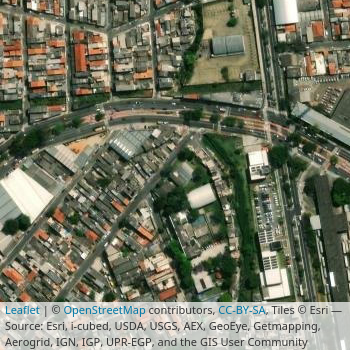 Leaflet | © OpenStreetMap contributors, CC-BY-SA, Tiles © Esri —
Source: Esri, i-cubed, USDA, USGS, AEX, GeoEye, Getmapping,
Aerogrid, IGN, IGP, UPR-EGP, and the GIS User Community